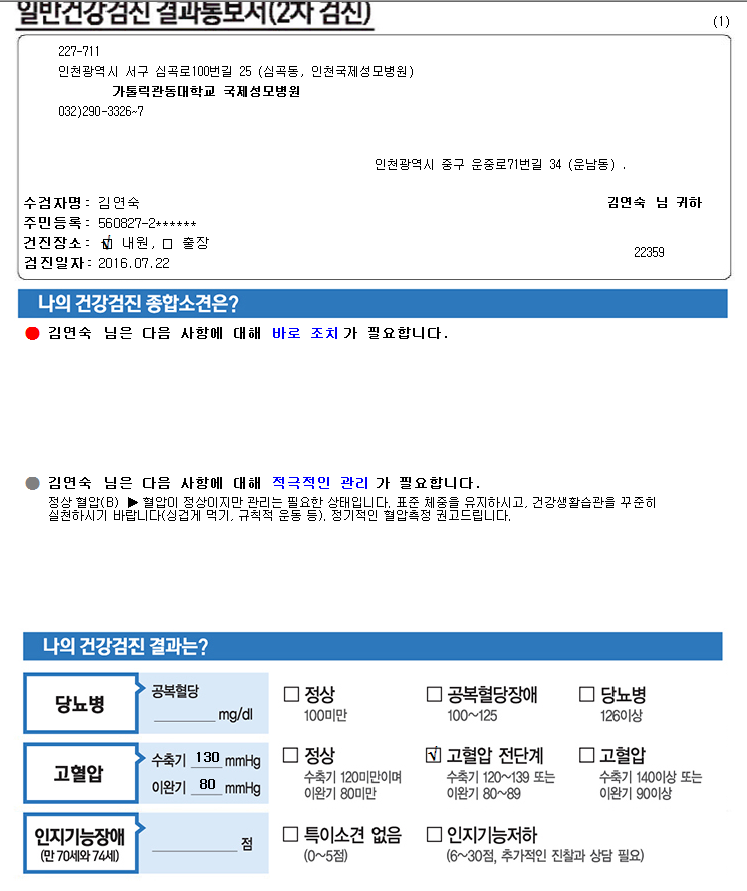 일반건강검진 결과통보서(2차 검진)
(1)
227-711
인천광역시 서구 심곡로100번길 25 (심곡동, 인천국제성모병원)
가톨릭관동대학교 국제성모병원
032)290-3326~7
인천광역시 중구 운중로71번길 34 (운남동) .
수검자명: 김연숙
김연숙 님 귀하
주민등록: 560827-2******
건진장소: ☑ 내원, □ 출장
22359
검진일자: 2016.07.22
나의 건강검진 종합소견은?
● 김연숙 님은 다음 사항에 대해 바로 조치가 필요합니다.
● 김연숙 님은 다음 사항에 대해 적극적인 관리 가 필요합니다.
정상 혈압(B) ▶ 혈압이 정상이지만 관리는 필요한 상태입니다. 표준 체중을 유지하시고, 건강생활습관을 꾸준히
실천하시기 바랍니다(싱겁게 먹기, 규칙적 운동 등). 정기적인 혈압측정 권고드립니다.
나의 건강검진 결과는?
당뇨병
공복혈당
____ mg/dl
□ 정상
100미만
□ 공복혈당장애
100~125
□ 당뇨병
126이상
고혈압
수축기 130 mmHg
이완기 80 mmHg
□ 정상
수축기 120미만이며
이완기 80미만
☑ 고혈압 전단계
수축기 120~139 또는
이완기 80~89
□ 고혈압
수축기 140이상 또는
이완기 90이상
인지기능장애
(만 70세와 74세)
____ 점
□ 특이소견 없음
(0~5점)
□ 인지기능저하
(6~30점, 추가적인 진찰과 상담 필요)